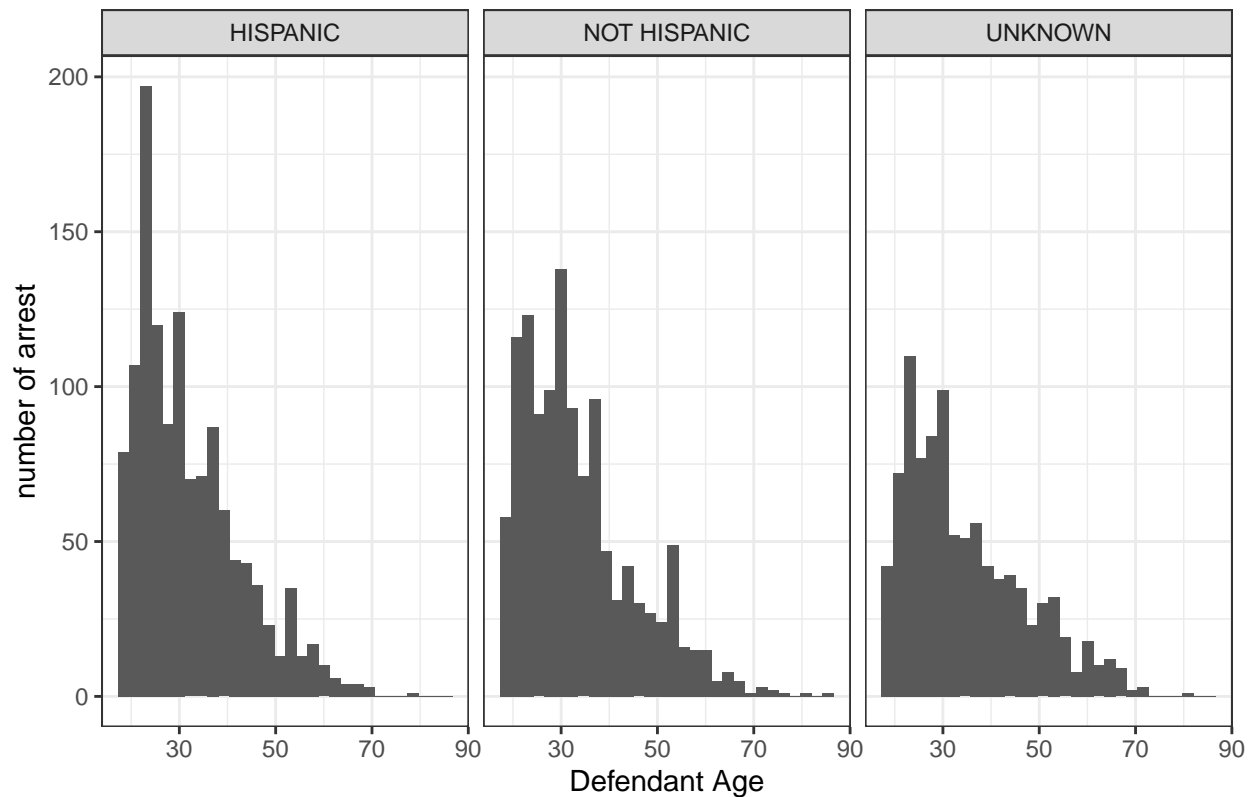 HISPANIC NOT HISPANIC UNKNOWN
200
150
100
50
0
number of arrest
30 50 70 90 30 50 70 90 30 50 70 90
Defendant Age